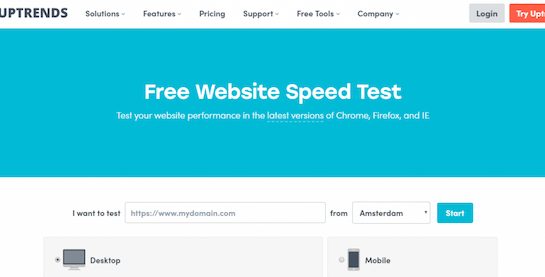 UPTRENDS Solutions Features Pricing Support Free Tools Company Login Try Upt
Free Website Speed Test
Test your website performance in the latest versions of Chrome, Firefox, and IE
I want to test https://www.mydomain.com from Amsterdam Start
Desktop Mobile